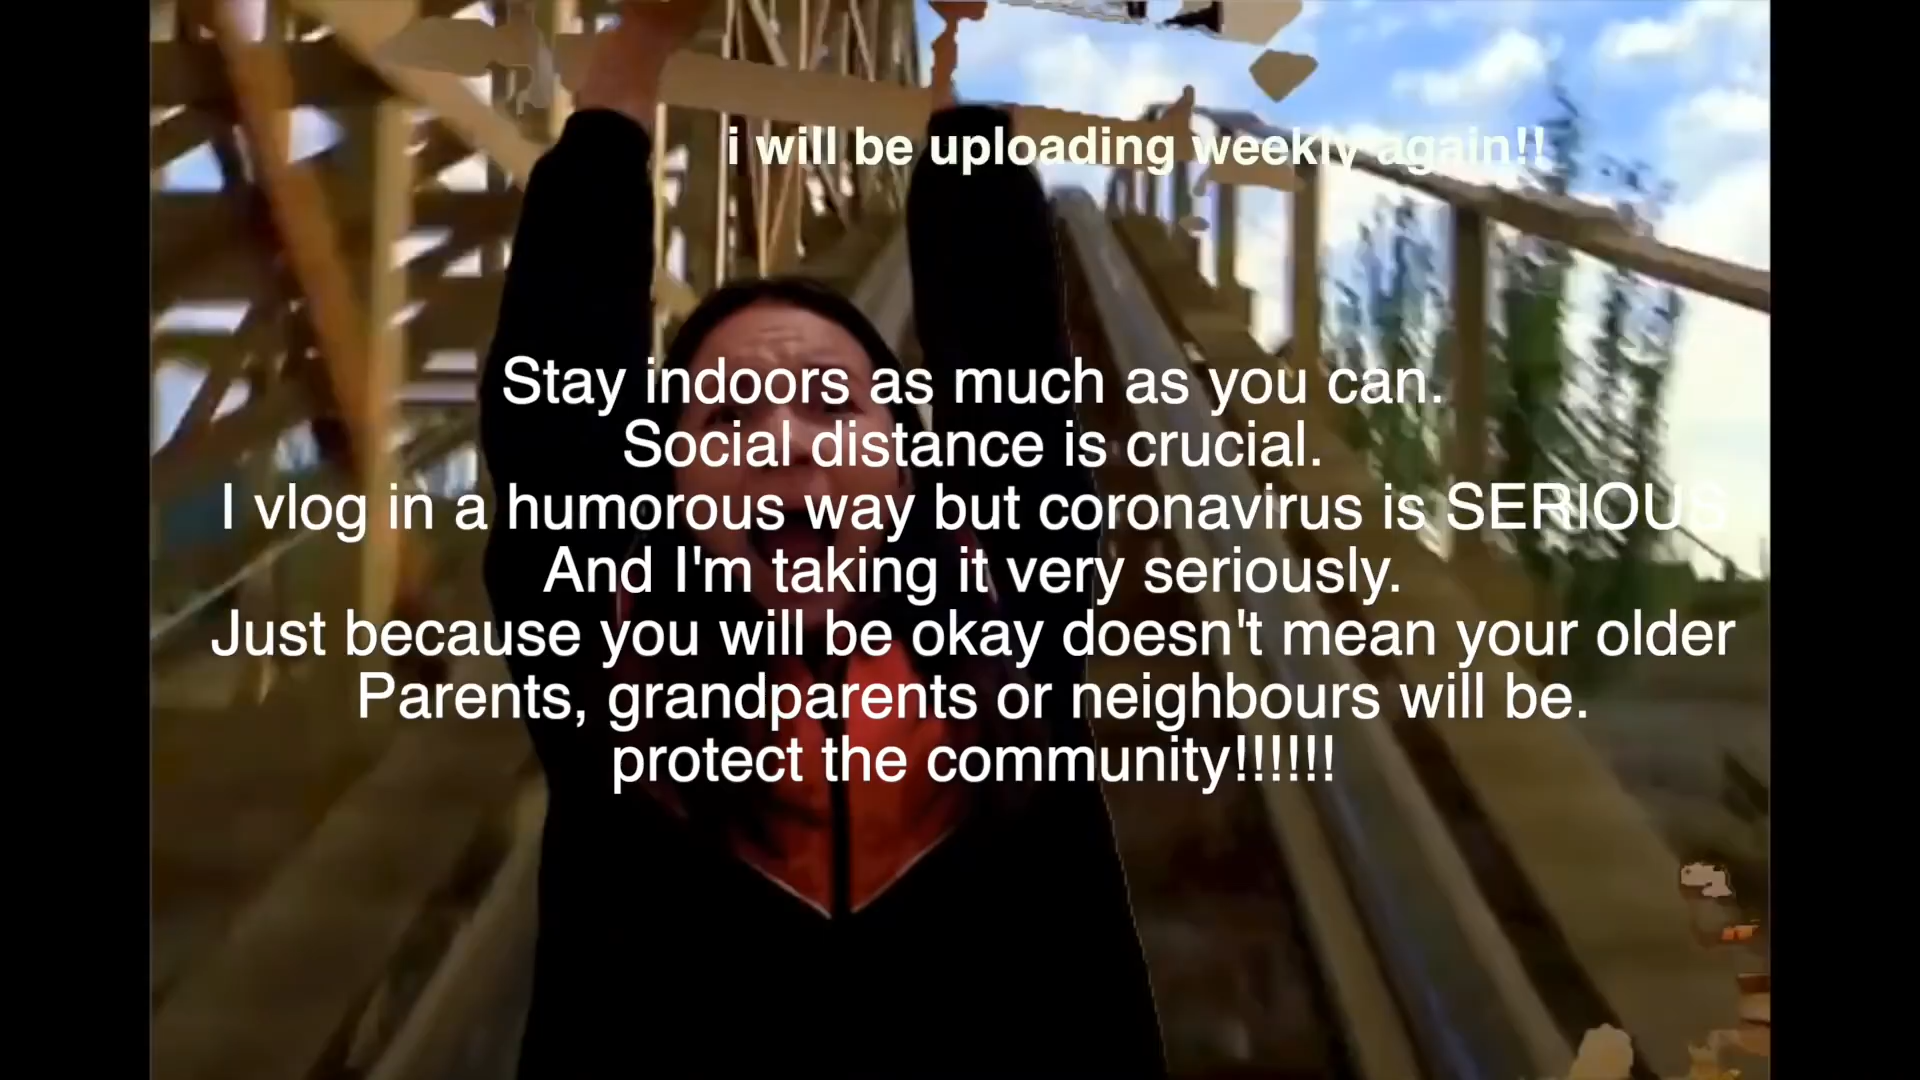 i will be uploading weekly again!!
Stay indoors as much as you can.
Social distance is crucial.
I vlog in a humorous way but coronavirus is SERIOUS
And I'm taking it very seriously.
Just because you will be okay doesn't mean your older
Parents, grandparents or neighbours will be.
protect the community!!!!!!